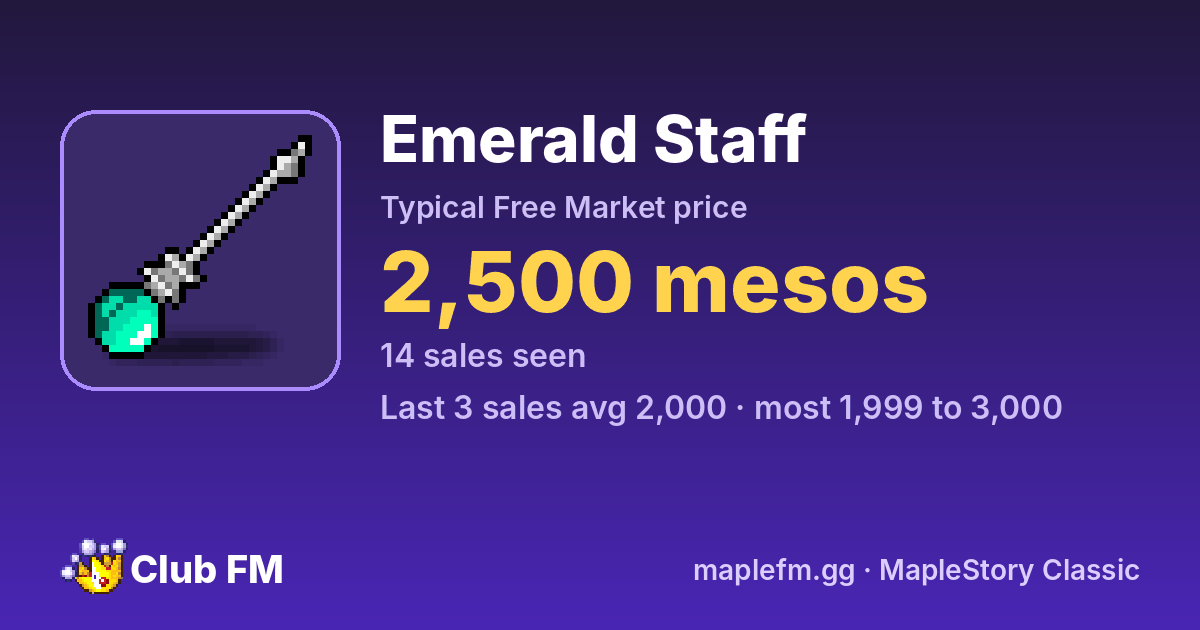 Emerald Staff
Typical Free Market price
2,500 mesos
14 sales seen
Last 3 sales avg 2,000 · most 1,999 to 3,000
Club FM
maplefm.gg · MapleStory Classic